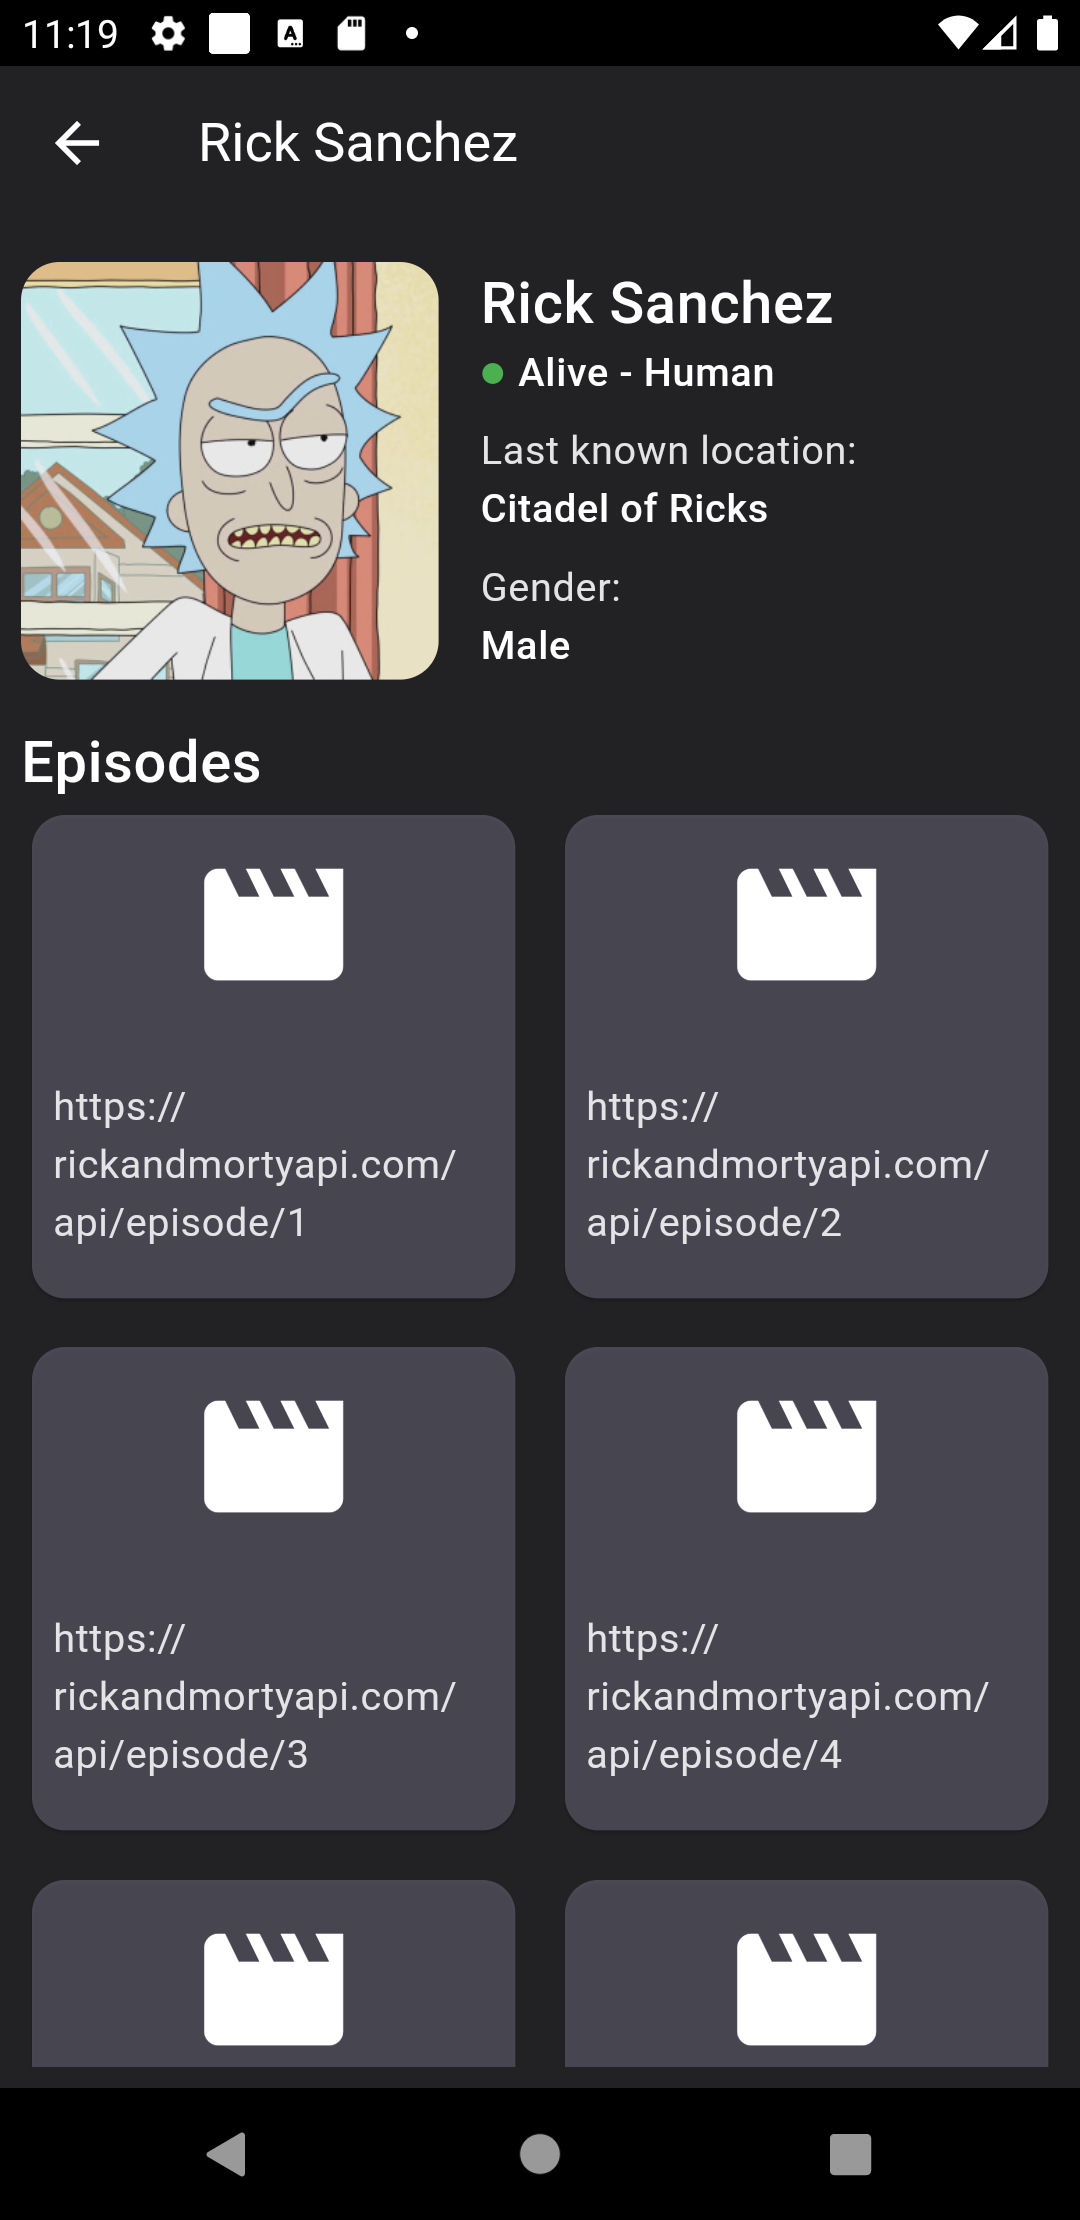 11:19
Rick Sanchez
Rick Sanchez
Alive - Human
Last known location:
Citadel of Ricks
Gender:
Male
Episodes
https://
rickandmortyapi.com/
api/episode/1
https://
rickandmortyapi.com/
api/episode/2
https://
rickandmortyapi.com/
api/episode/3
https://
rickandmortyapi.com/
api/episode/4